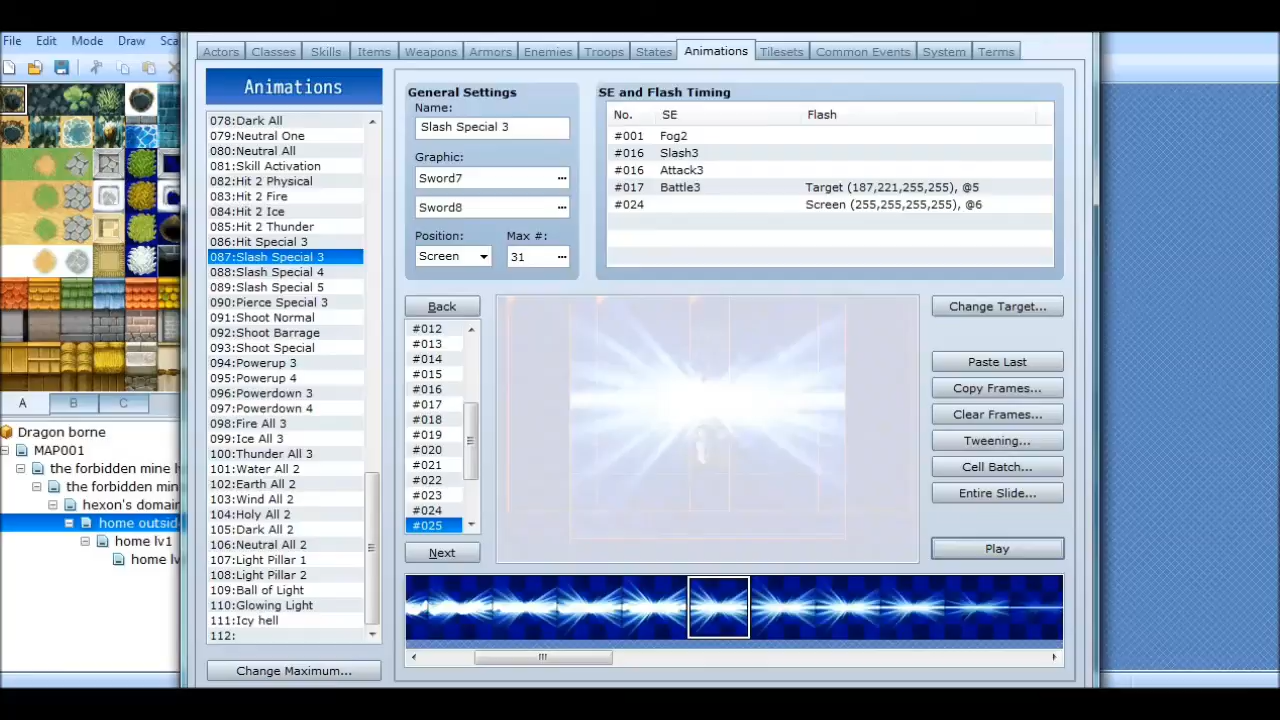 File Edit Mode Draw Sca
Actors Classes Skills Items Weapons Armors Enemies Troops States Animations Tilesets Common Events System Terms
Animations
078:Dark All
079:Neutral One
080:Neutral All
081:Skill Activation
082:Hit 2 Physical
083:Hit 2 Fire
084:Hit 2 Ice
085:Hit 2 Thunder
086:Hit Special 3
087:Slash Special 3
088:Slash Special 4
089:Slash Special 5
090:Pierce Special 3
091:Shoot Normal
092:Shoot Barrage
093:Shoot Special
094:Powerup 3
095:Powerup 4
096:Powerdown 3
097:Powerdown 4
098:Fire All 3
099:Ice All 3
100:Thunder All 3
101:Water All 2
102:Earth All 2
103:Wind All 2
104:Holy All 2
105:Dark All 2
106:Neutral All 2
107:Light Pillar 1
108:Light Pillar 2
109:Ball of Light
110:Glowing Light
111:Icy hell
112:
Change Maximum...
General Settings
Name:
Slash Special 3
Graphic:
Sword7 ...
Sword8 ...
Position: Max #:
Screen 31 ...
SE and Flash Timing
No. SE Flash
#001 Fog2
#016 Slash3
#016 Attack3
#017 Battle3 Target (187,221,255,255), @5
#024 Screen (255,255,255,255), @6
Back
#012
#013
#014
#015
#016
#017
#018
#019
#020
#021
#022
#023
#024
#025
Next
Change Target...
Paste Last
Copy Frames...
Clear Frames...
Tweening...
Cell Batch...
Entire Slide...
Play
A B C
Dragon borne
MAP001
the forbidden mine l
the forbidden min
hexon's domain
home outsid
home lv1
home lv